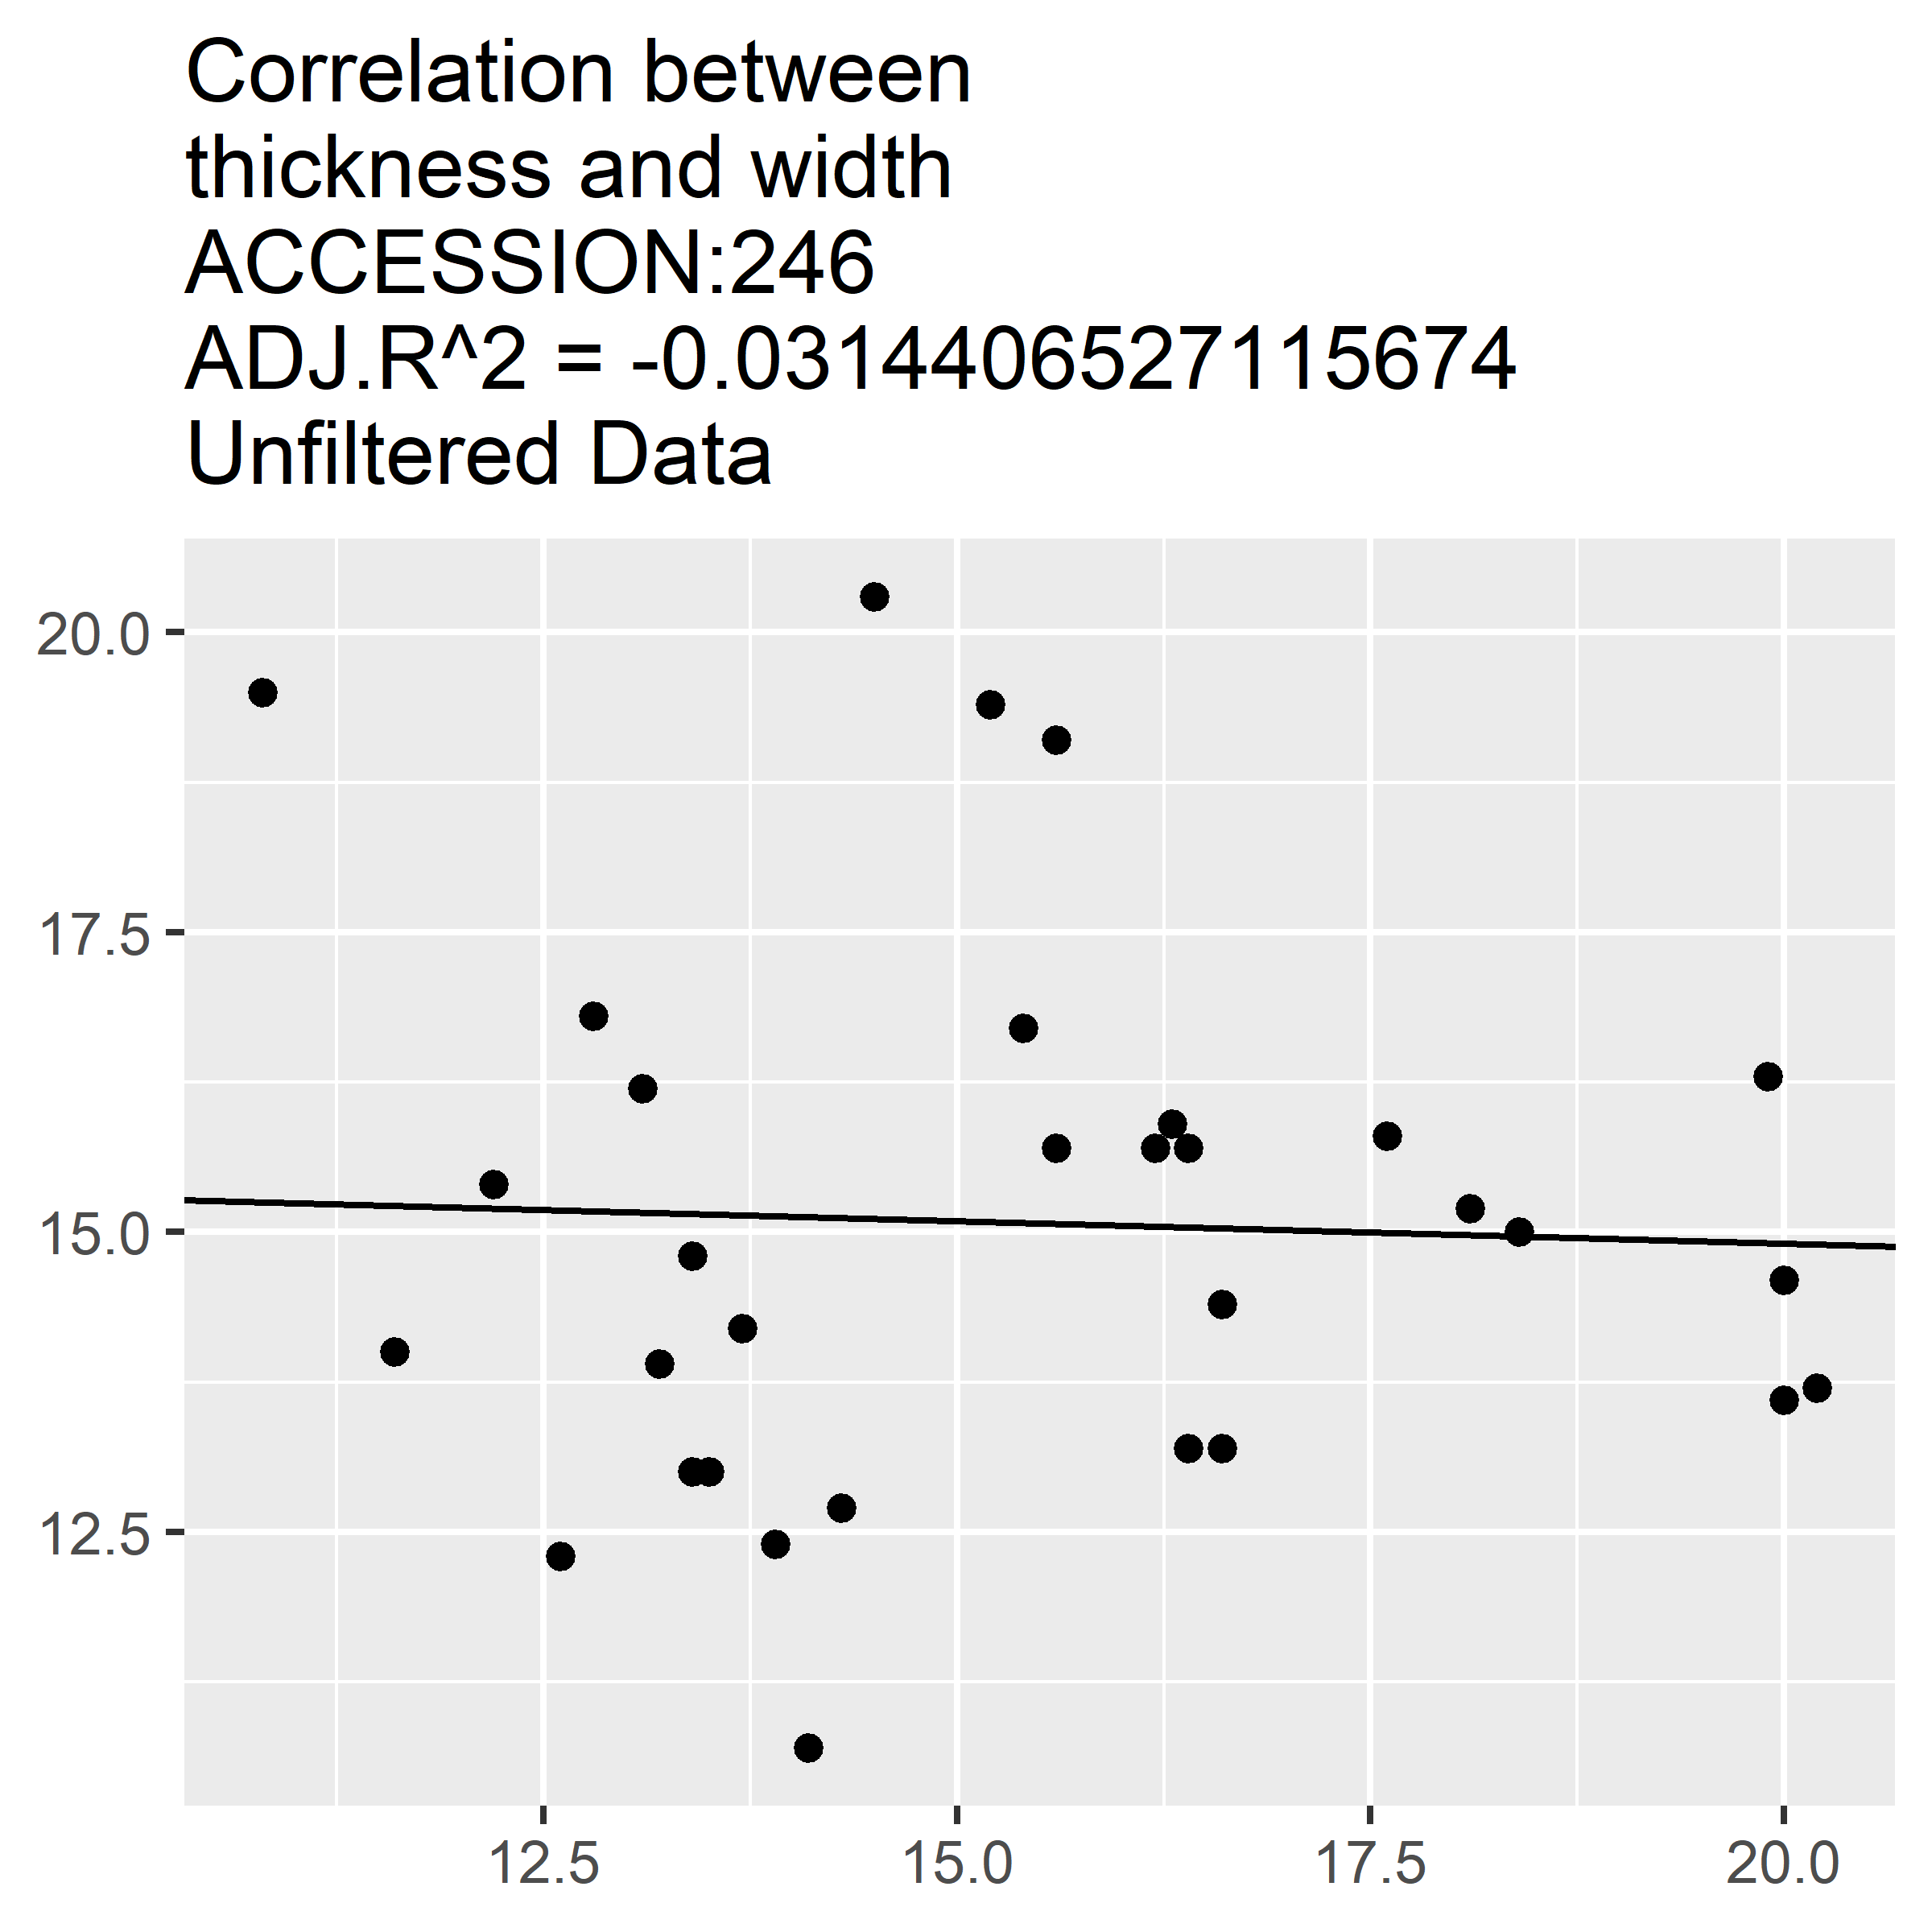 Correlation between
thickness and width
ACCESSION:246
ADJ.R^2 = -0.0314406527115674
Unfiltered Data
20.0
17.5
15.0
12.5
12.5 15.0 17.5 20.0